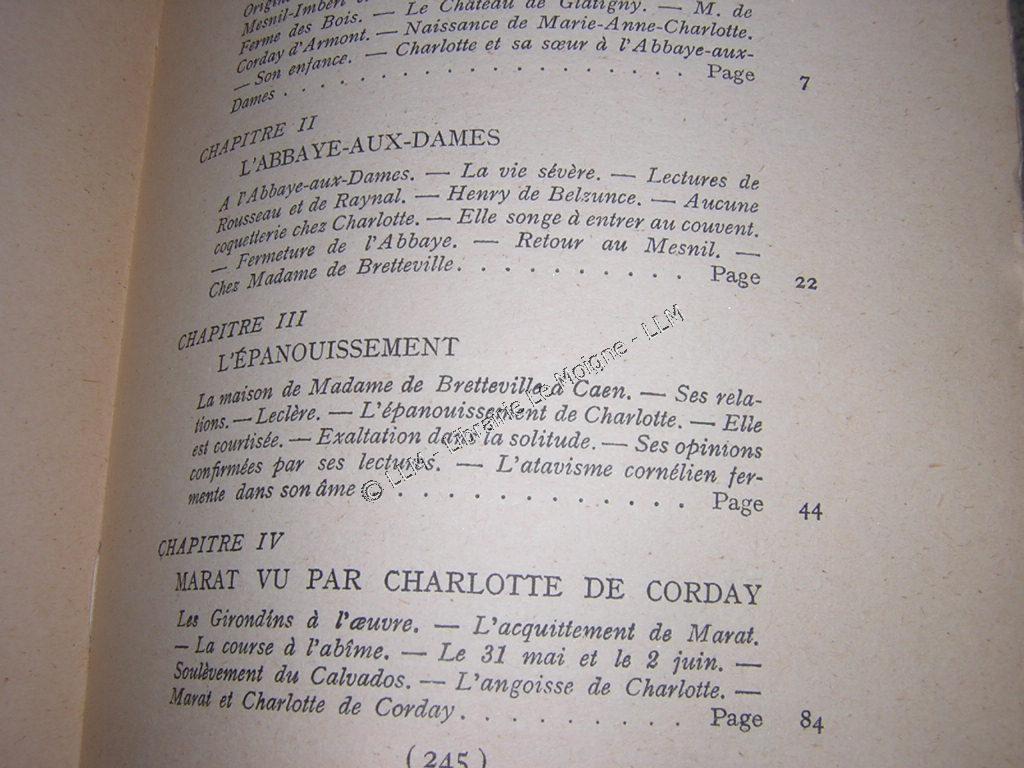 Mesnil-Imbert
Ferme des Bois. — Le Château de Glatigny. — M. de
Corday d'Armont. — Naissance de Marie-Anne-Charlotte.
— Son enfance. — Charlotte et sa sœur à l'Abbaye-aux-
Dames . . . . . . . . . . . . . . . . . Page 7
CHAPITRE II
L'ABBAYE-AUX-DAMES
A l'Abbaye-aux-Dames. — La vie sévère. — Lectures de
Rousseau et de Raynal. — Henry de Belzunce. — Aucune
coquetterie chez Charlotte. — Elle songe à entrer au couvent.
— Fermeture de l'Abbaye. — Retour au Mesnil. —
Chez Madame de Bretteville. . . . . . . . . . . Page 22
CHAPITRE III
L'ÉPANOUISSEMENT
La maison de Madame de Bretteville à Caen. — Ses rela-
tions. — Leclère. — L'épanouissement de Charlotte. — Elle
est courtisée. — Exaltation dans la solitude. — Ses opinions
confirmées par ses lectures. — L'atavisme cornélien fer-
mente dans son âme . . . . . . . . . . . . . Page 44
CHAPITRE IV
MARAT VU PAR CHARLOTTE DE CORDAY
Les Girondins à l'œuvre. — L'acquittement de Marat.
— La course à l'abîme. — Le 31 mai et le 2 juin. —
Soulèvement du Calvados. — L'angoisse de Charlotte. —
Marat et Charlotte de Corday. . . . . . . . . . Page 84
(245)
© LLM - Librairie Le Moigne - LLM